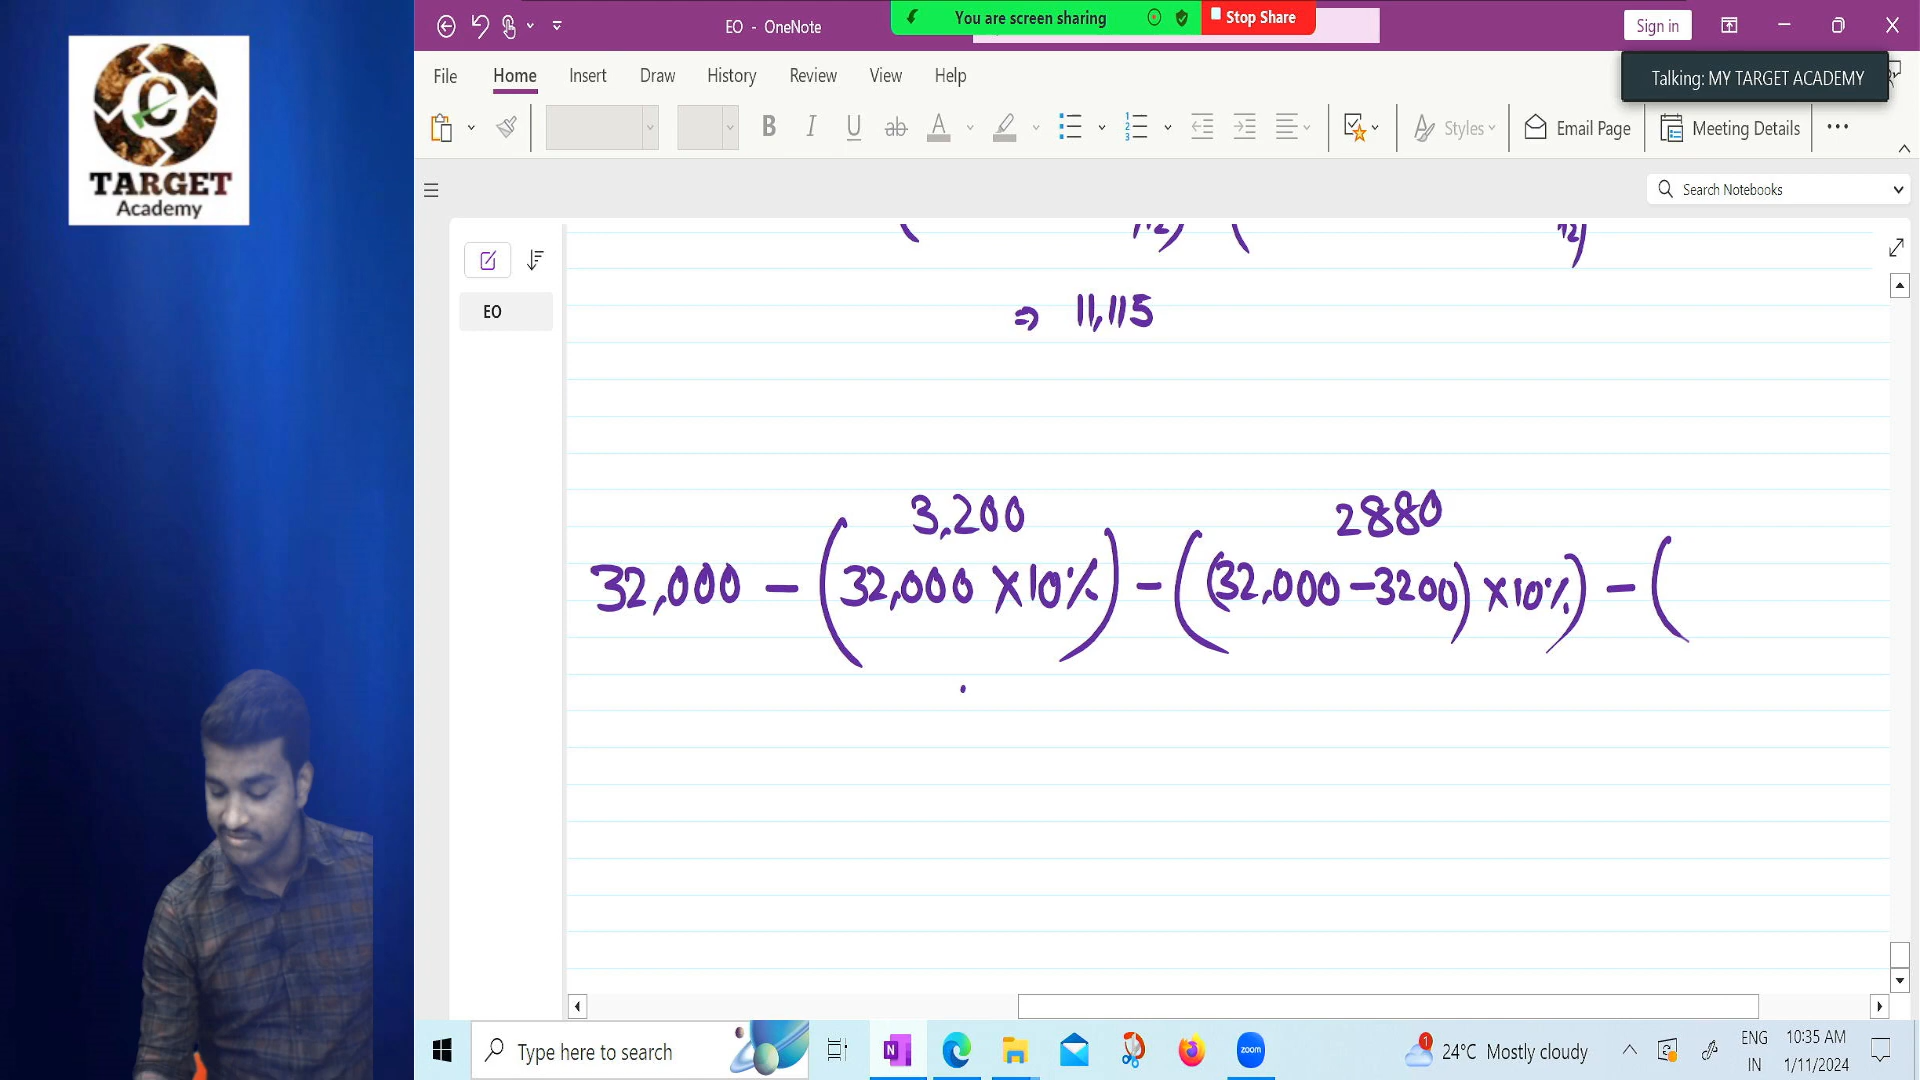 EO - OneNote
You are screen sharing
Stop Share
Sign in
File Home Insert Draw History Review View Help
Talking: MY TARGET ACADEMY
B I U ab A A Styles Email Page Meeting Details
Search Notebooks
TARGET
Academy
EO
⇒ 11,115
3,200 2880
32,000 - (32,000 ×10%) - ((32,000 -3200) ×10%) - (
Type here to search
zoom
1
24°C Mostly cloudy
ENG
IN
10:35 AM
1/11/2024